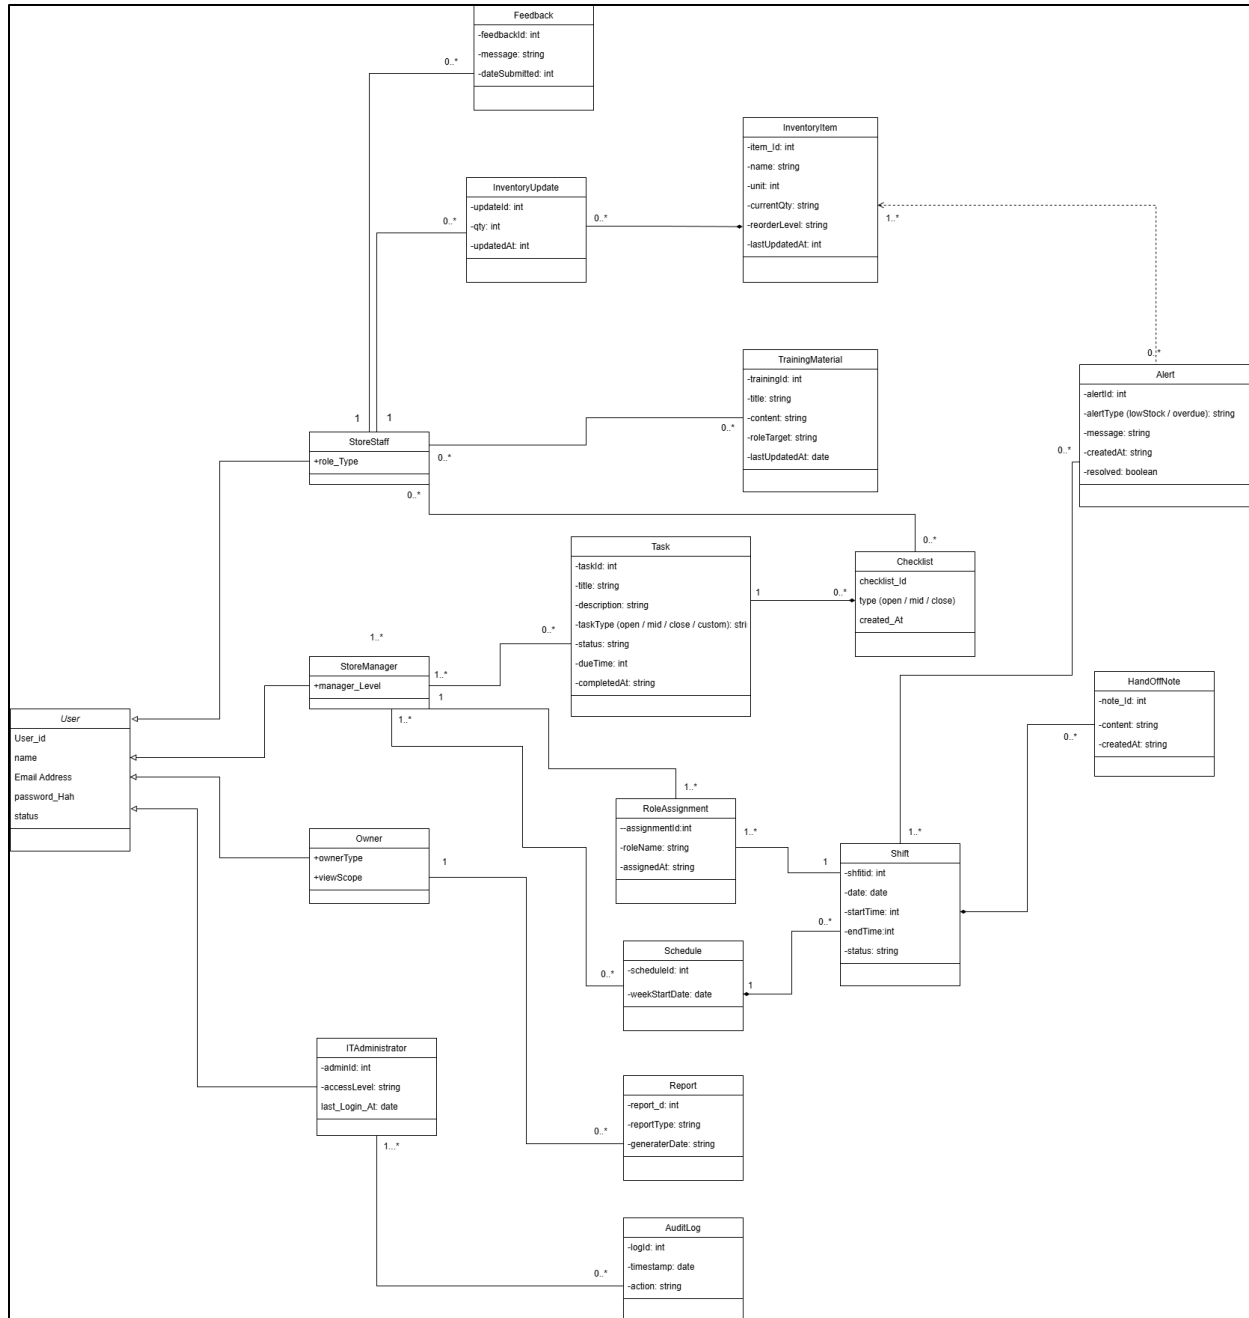 Feedback
-feedbackId: int
-message: string
-dateSubmitted: int
0..*
InventoryItem
-item_Id: int
-name: string
-unit: int
-currentQty: string
-reorderLevel: string
-lastUpdatedAt: int
1..*
InventoryUpdate
-updateId: int
-qty: int
-updatedAt: int
0..*
0..*
TrainingMaterial
-trainingId: int
-title: string
-content: string
-roleTarget: string
-lastUpdatedAt: date
0..*
0..*
Alert
-alertId: int
-alertType (lowStock / overdue): string
-message: string
-createdAt: string
-resolved: boolean
0..*
1
1
StoreStaff
+role_Type
0..*
0..*
Task
-taskId: int
-title: string
-description: string
-taskType (open / mid / close / custom): stri
-status: string
-dueTime: int
-completedAt: string
1
0..*
0..*
Checklist
checklist_Id
type (open / mid / close)
created_At
1..*
0..*
StoreManager
+manager_Level
1..*
1
1..*
HandOffNote
-note_Id: int
-content: string
-createdAt: string
0..*
User
User_id
name
Email Address
password_Hah
status
1..*
RoleAssignment
--assignmentId:int
-roleName: string
-assignedAt: string
1..*
1
1..*
Shift
-shfitid: int
-date: date
-startTime: int
-endTime:int
-status: string
0..*
Owner
+ownerType
+viewScope
1
Schedule
-scheduleId: int
-weekStartDate: date
0..*
1
ITAdministrator
-adminId: int
-accessLevel: string
last_Login_At: date
1...*
Report
-report_d: int
-reportType: string
-generaterDate: string
0..*
AuditLog
-logId: int
-timestamp: date
-action: string
0..*